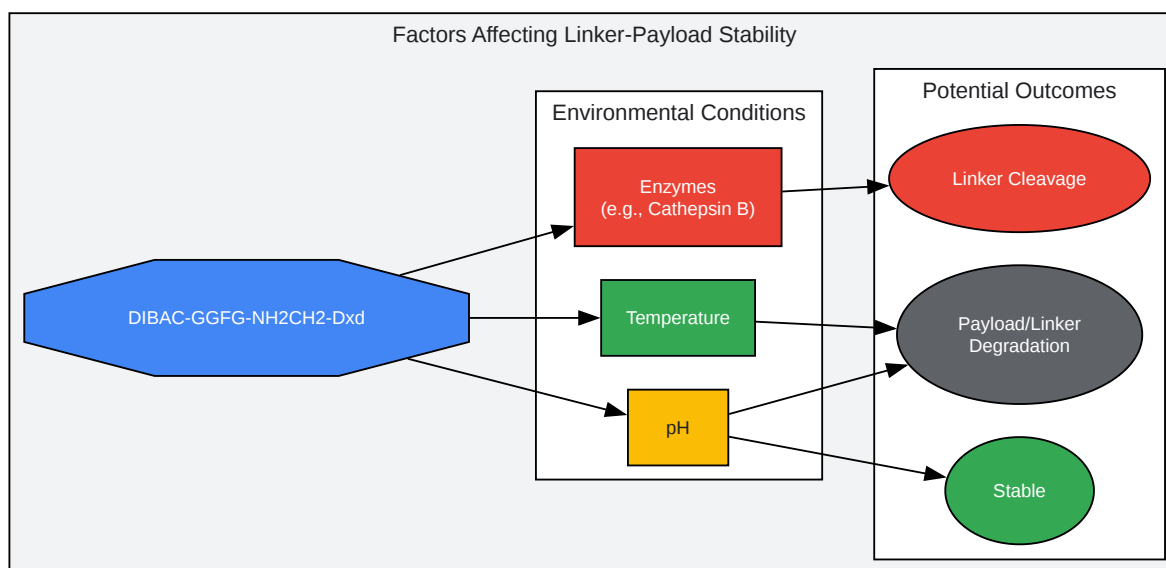 Factors Affecting Linker-Payload Stability
Environmental Conditions
Potential Outcomes
Enzymes
(e.g., Cathepsin B)
Linker Cleavage
DIBAC-GGFG-NH2CH2-Dxd
Temperature
Payload/Linker
Degradation
pH
Stable